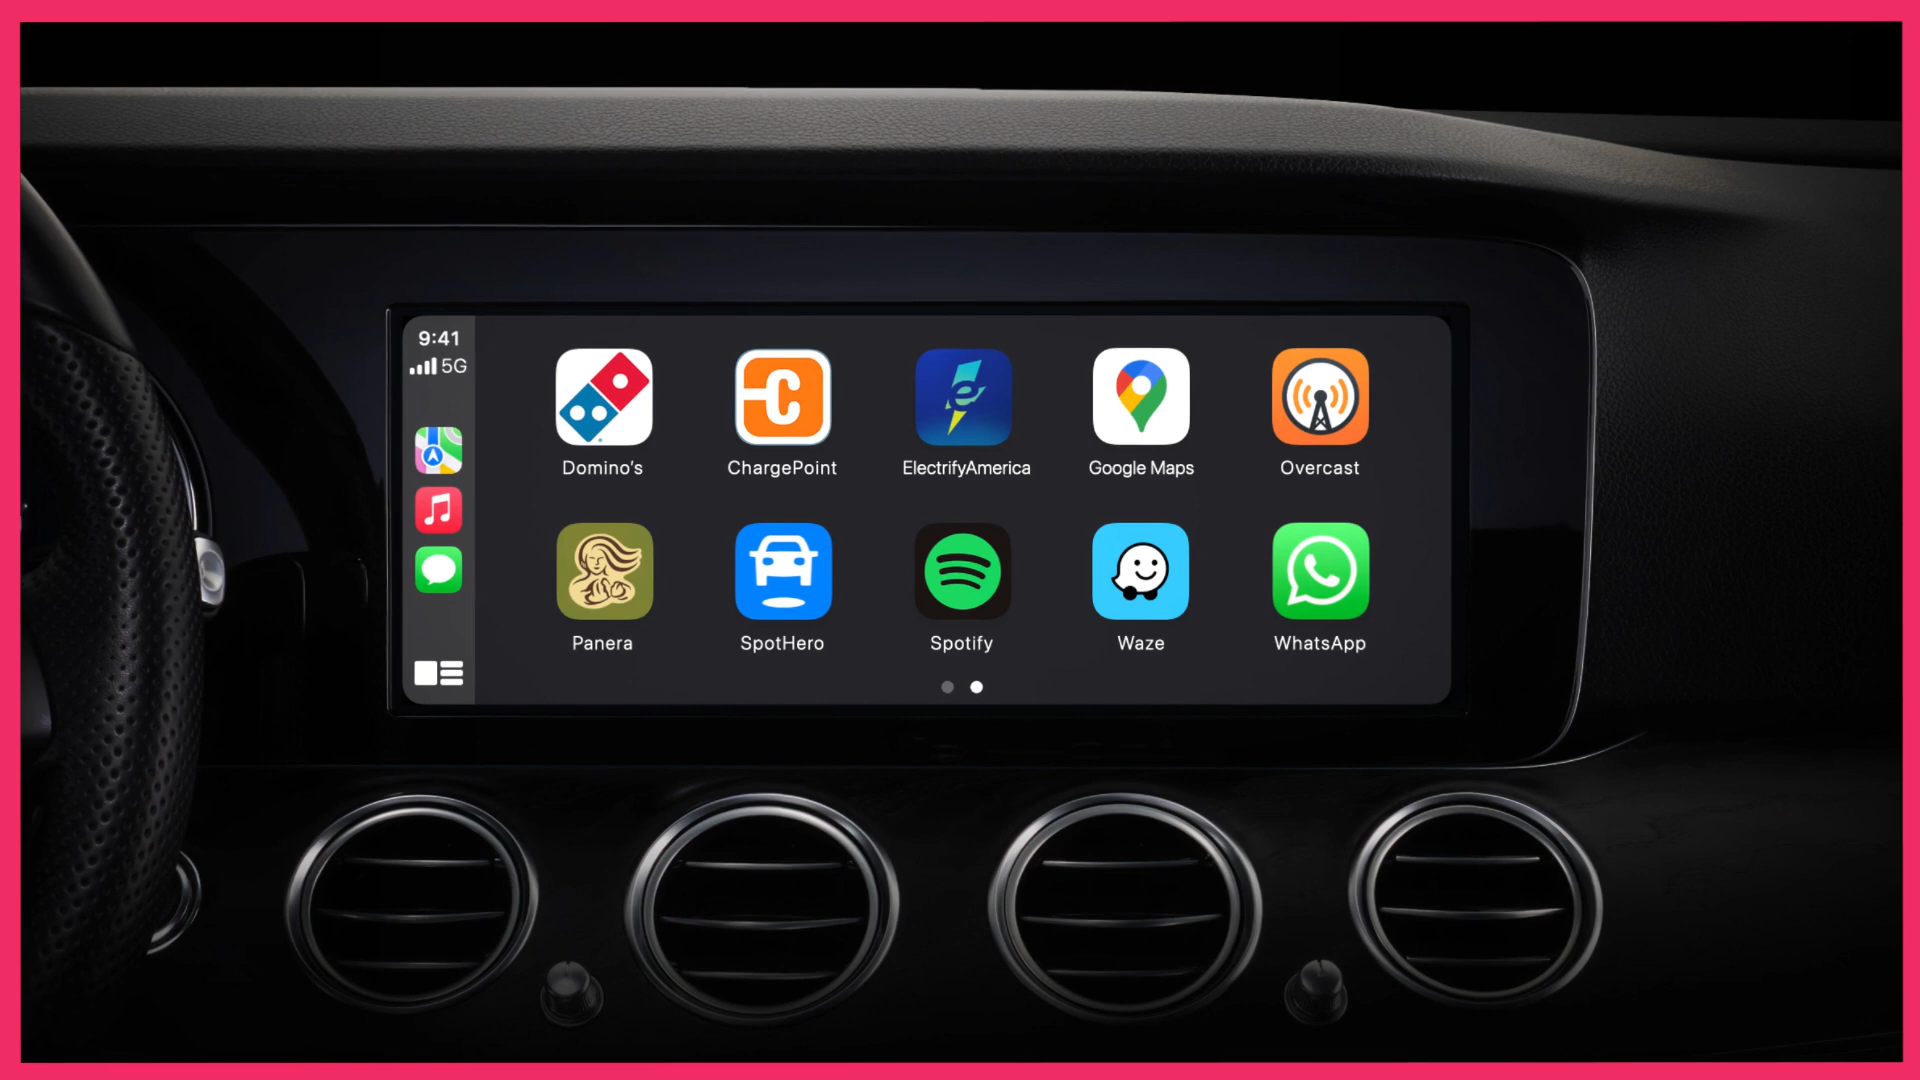 9:41
5G
Domino's
ChargePoint
ElectrifyAmerica
Google Maps
Overcast
Panera
SpotHero
Spotify
Waze
WhatsApp